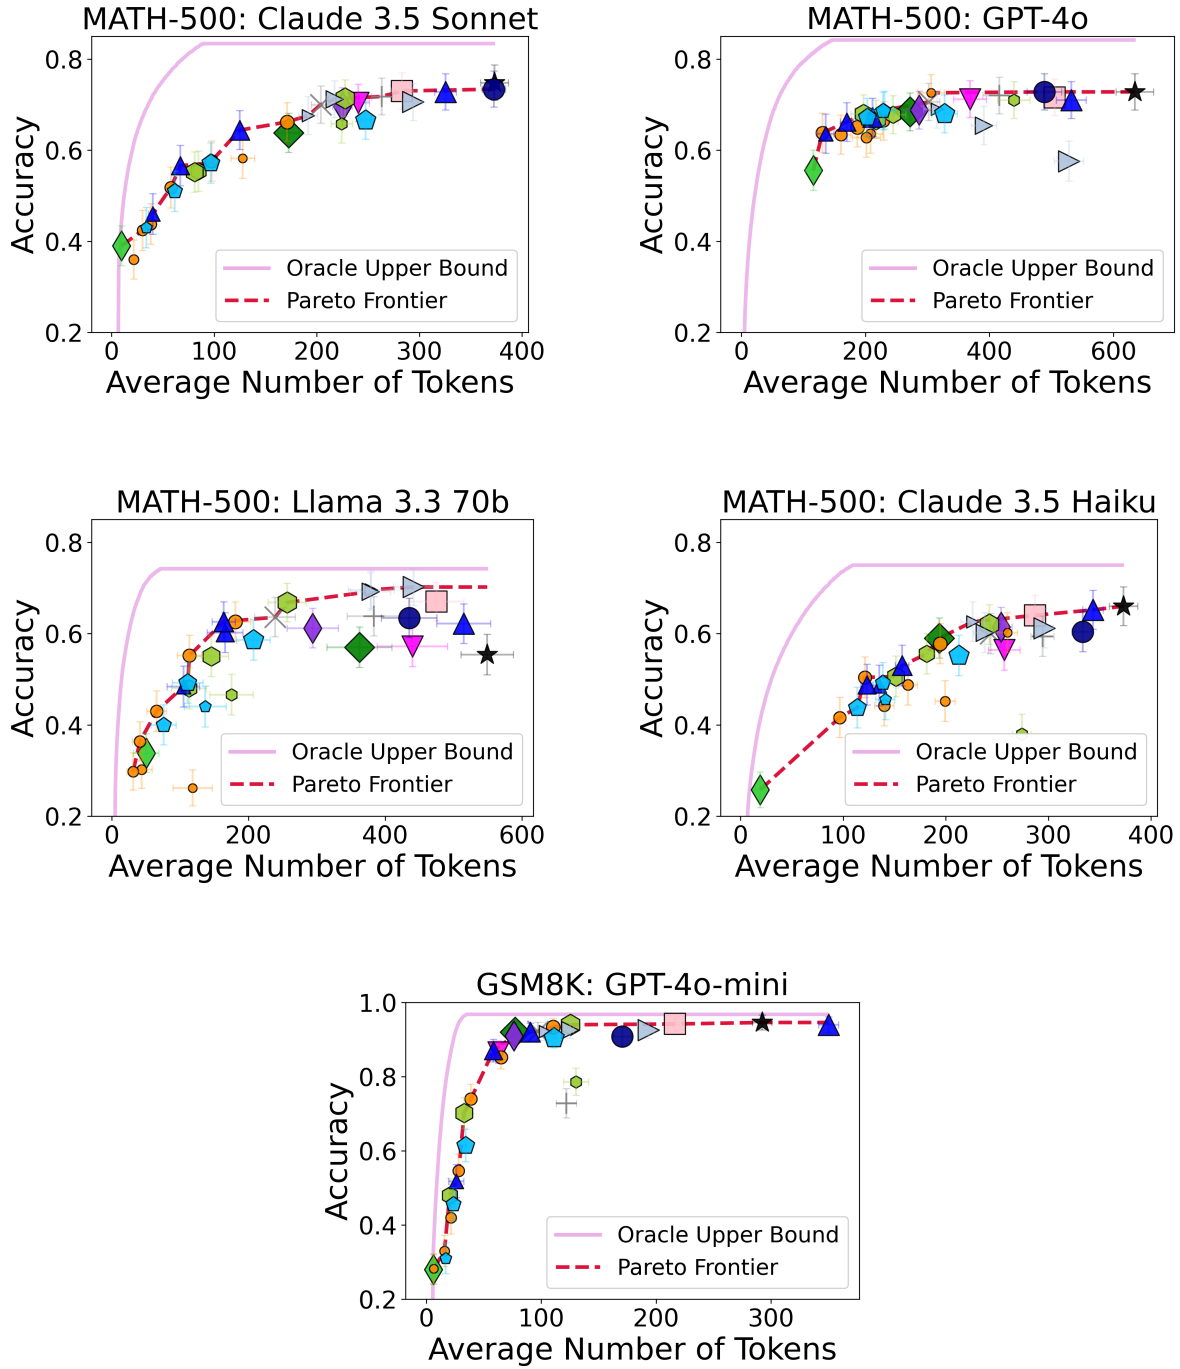 MATH-500: Claude 3.5 Sonnet
0.8
0.6
0.4
0.2
Accuracy
Oracle Upper Bound
Pareto Frontier
0 100 200 300 400
Average Number of Tokens
MATH-500: GPT-4o
0.8
0.6
0.4
0.2
Accuracy
Oracle Upper Bound
Pareto Frontier
0 200 400 600
Average Number of Tokens
MATH-500: Llama 3.3 70b
0.8
0.6
0.4
0.2
Accuracy
Oracle Upper Bound
Pareto Frontier
0 200 400 600
Average Number of Tokens
MATH-500: Claude 3.5 Haiku
0.8
0.6
0.4
0.2
Accuracy
Oracle Upper Bound
Pareto Frontier
0 100 200 300 400
Average Number of Tokens
GSM8K: GPT-4o-mini
1.0
0.8
0.6
0.4
0.2
Accuracy
Oracle Upper Bound
Pareto Frontier
0 100 200 300
Average Number of Tokens